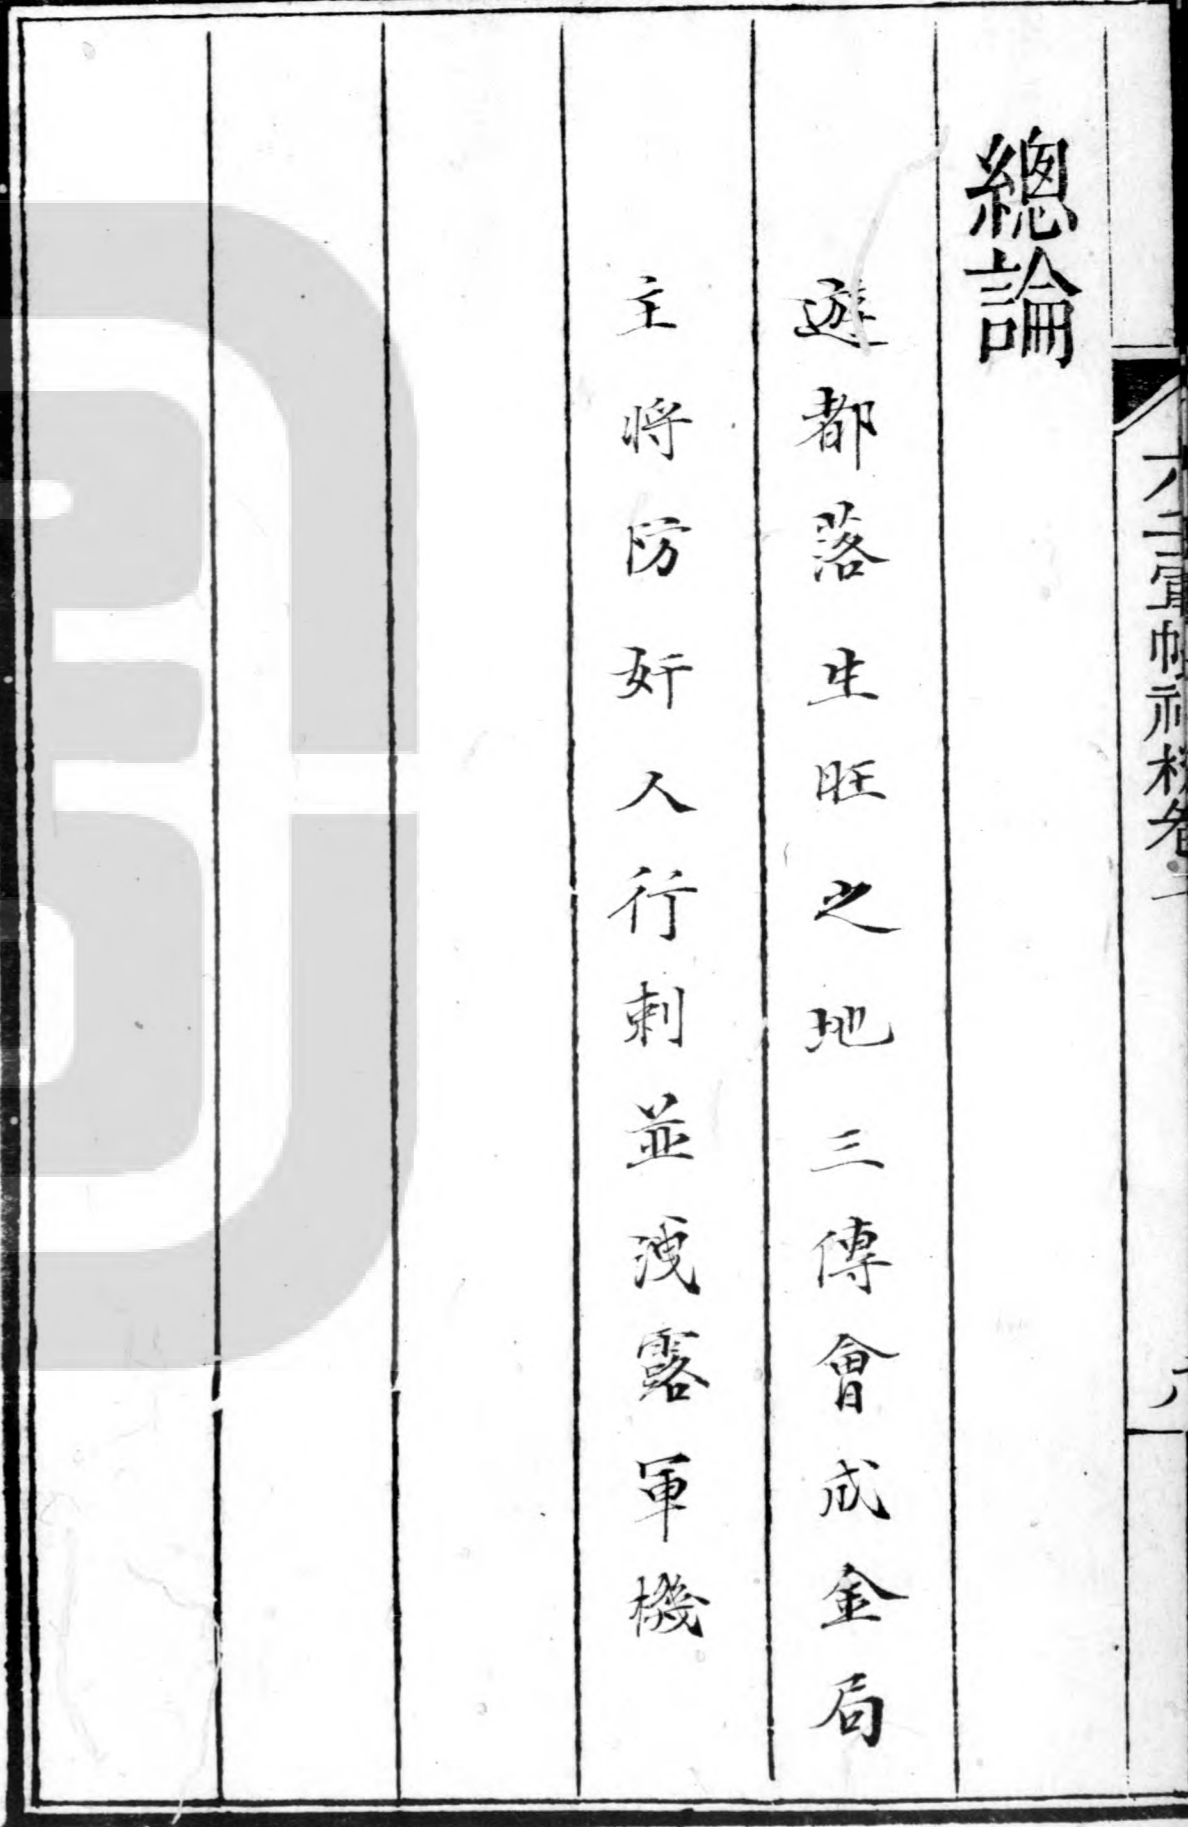 總論
遊都落生旺之地三傳會成金局
主將防奸人行刺並洩露軍機